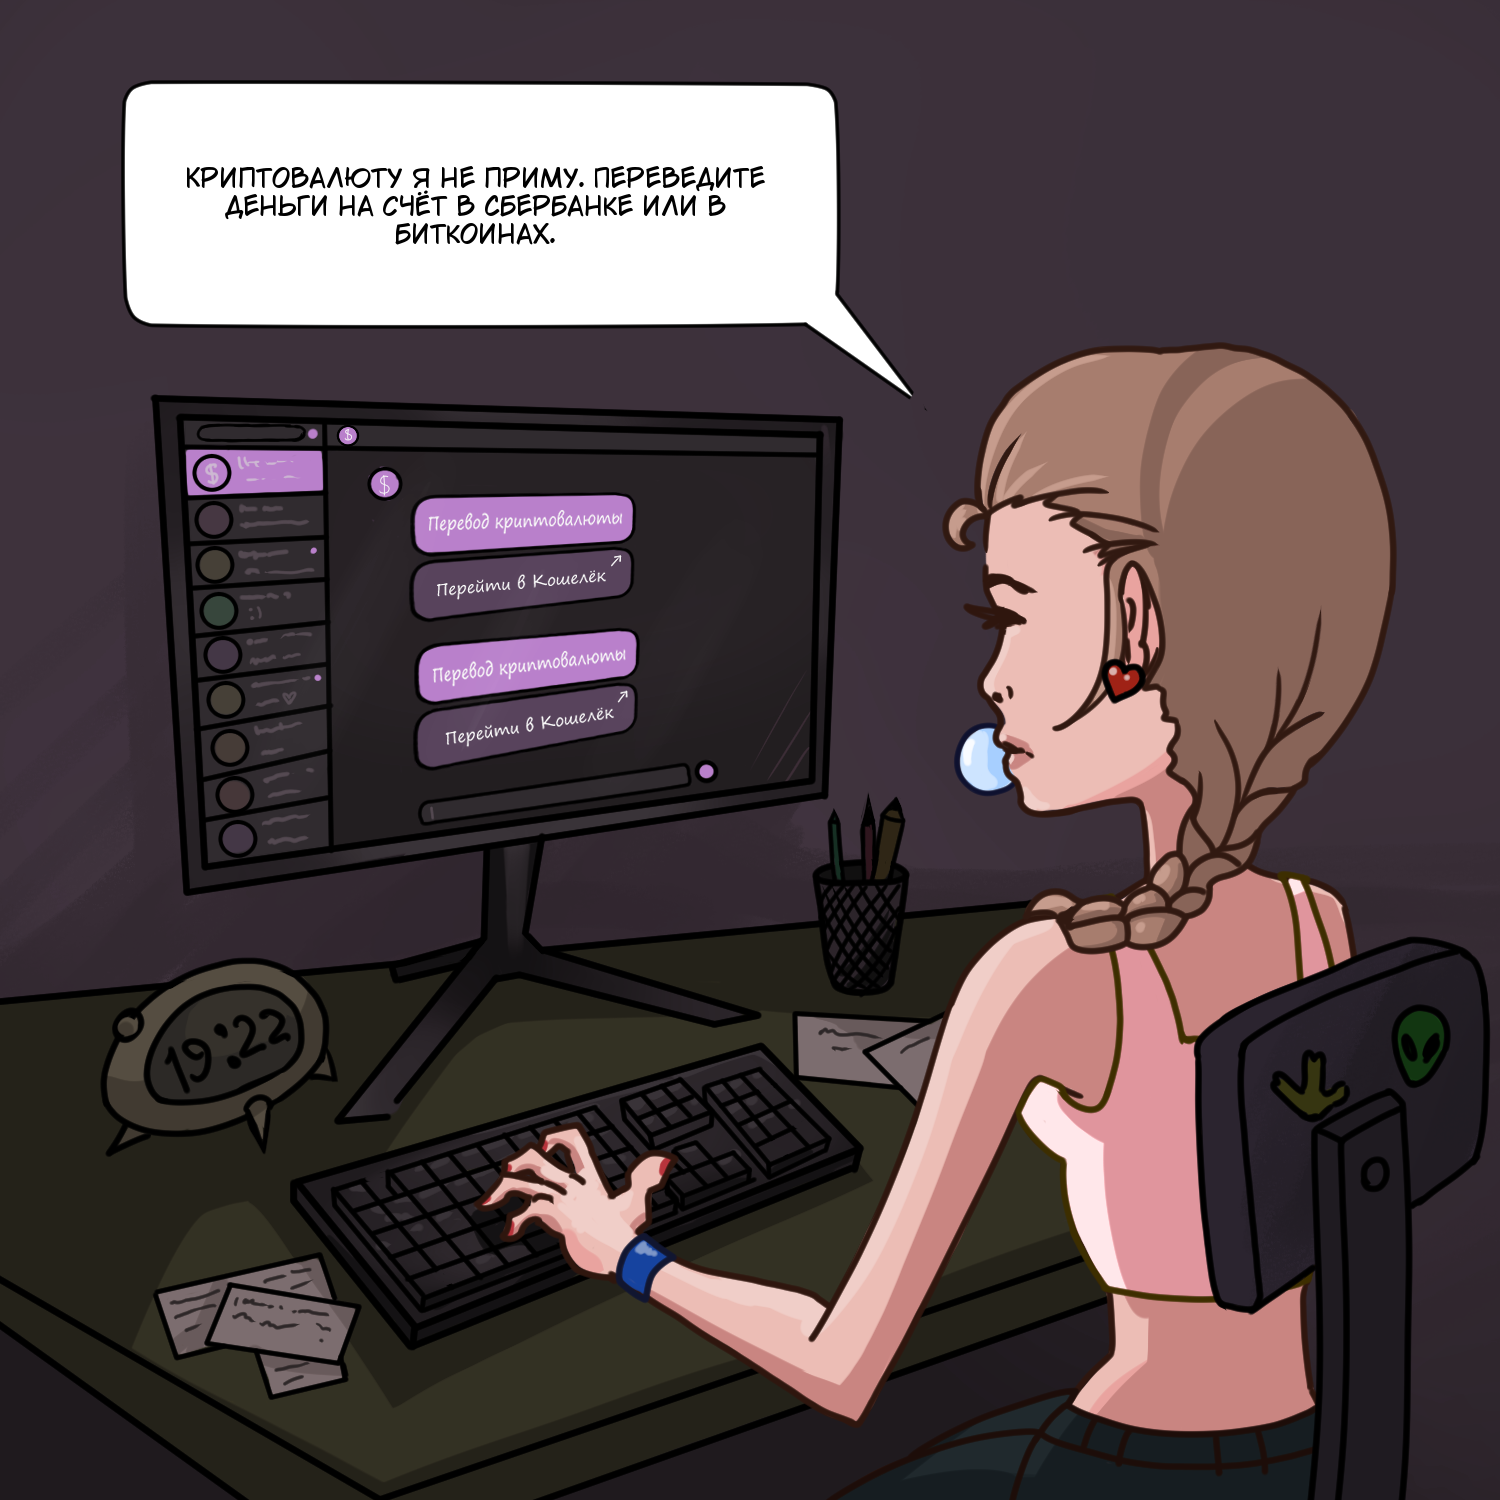 КРИПТОВАЛЮТУ Я НЕ ПРИМУ. ПЕРЕВЕДИТЕ
ДЕНЬГИ НА СЧЁТ В СБЕРБАНКЕ ИЛИ В
БИТКОИНАХ.
$
$
$
Перевод криптовалюты
Перейти в Кошелёк
:)
Перевод криптовалюты
Перейти в Кошелёк
19:22